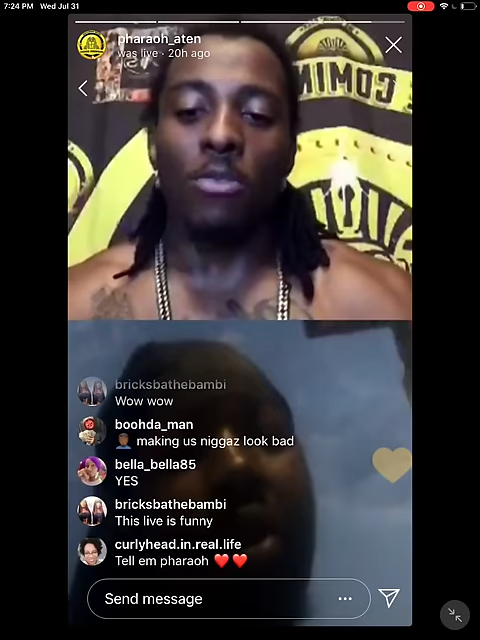 7:24 PM Wed Jul 31
pharaoh_aten
was live · 20h ago
COMIN
bricksbathebambi
Wow wow
boohda_man
🤦🏾‍♂️ making us niggaz look bad
bella_bella85
YES
bricksbathebambi
This live is funny
curlyhead.in.real.life
Tell em pharaoh ❤️❤️
Send message